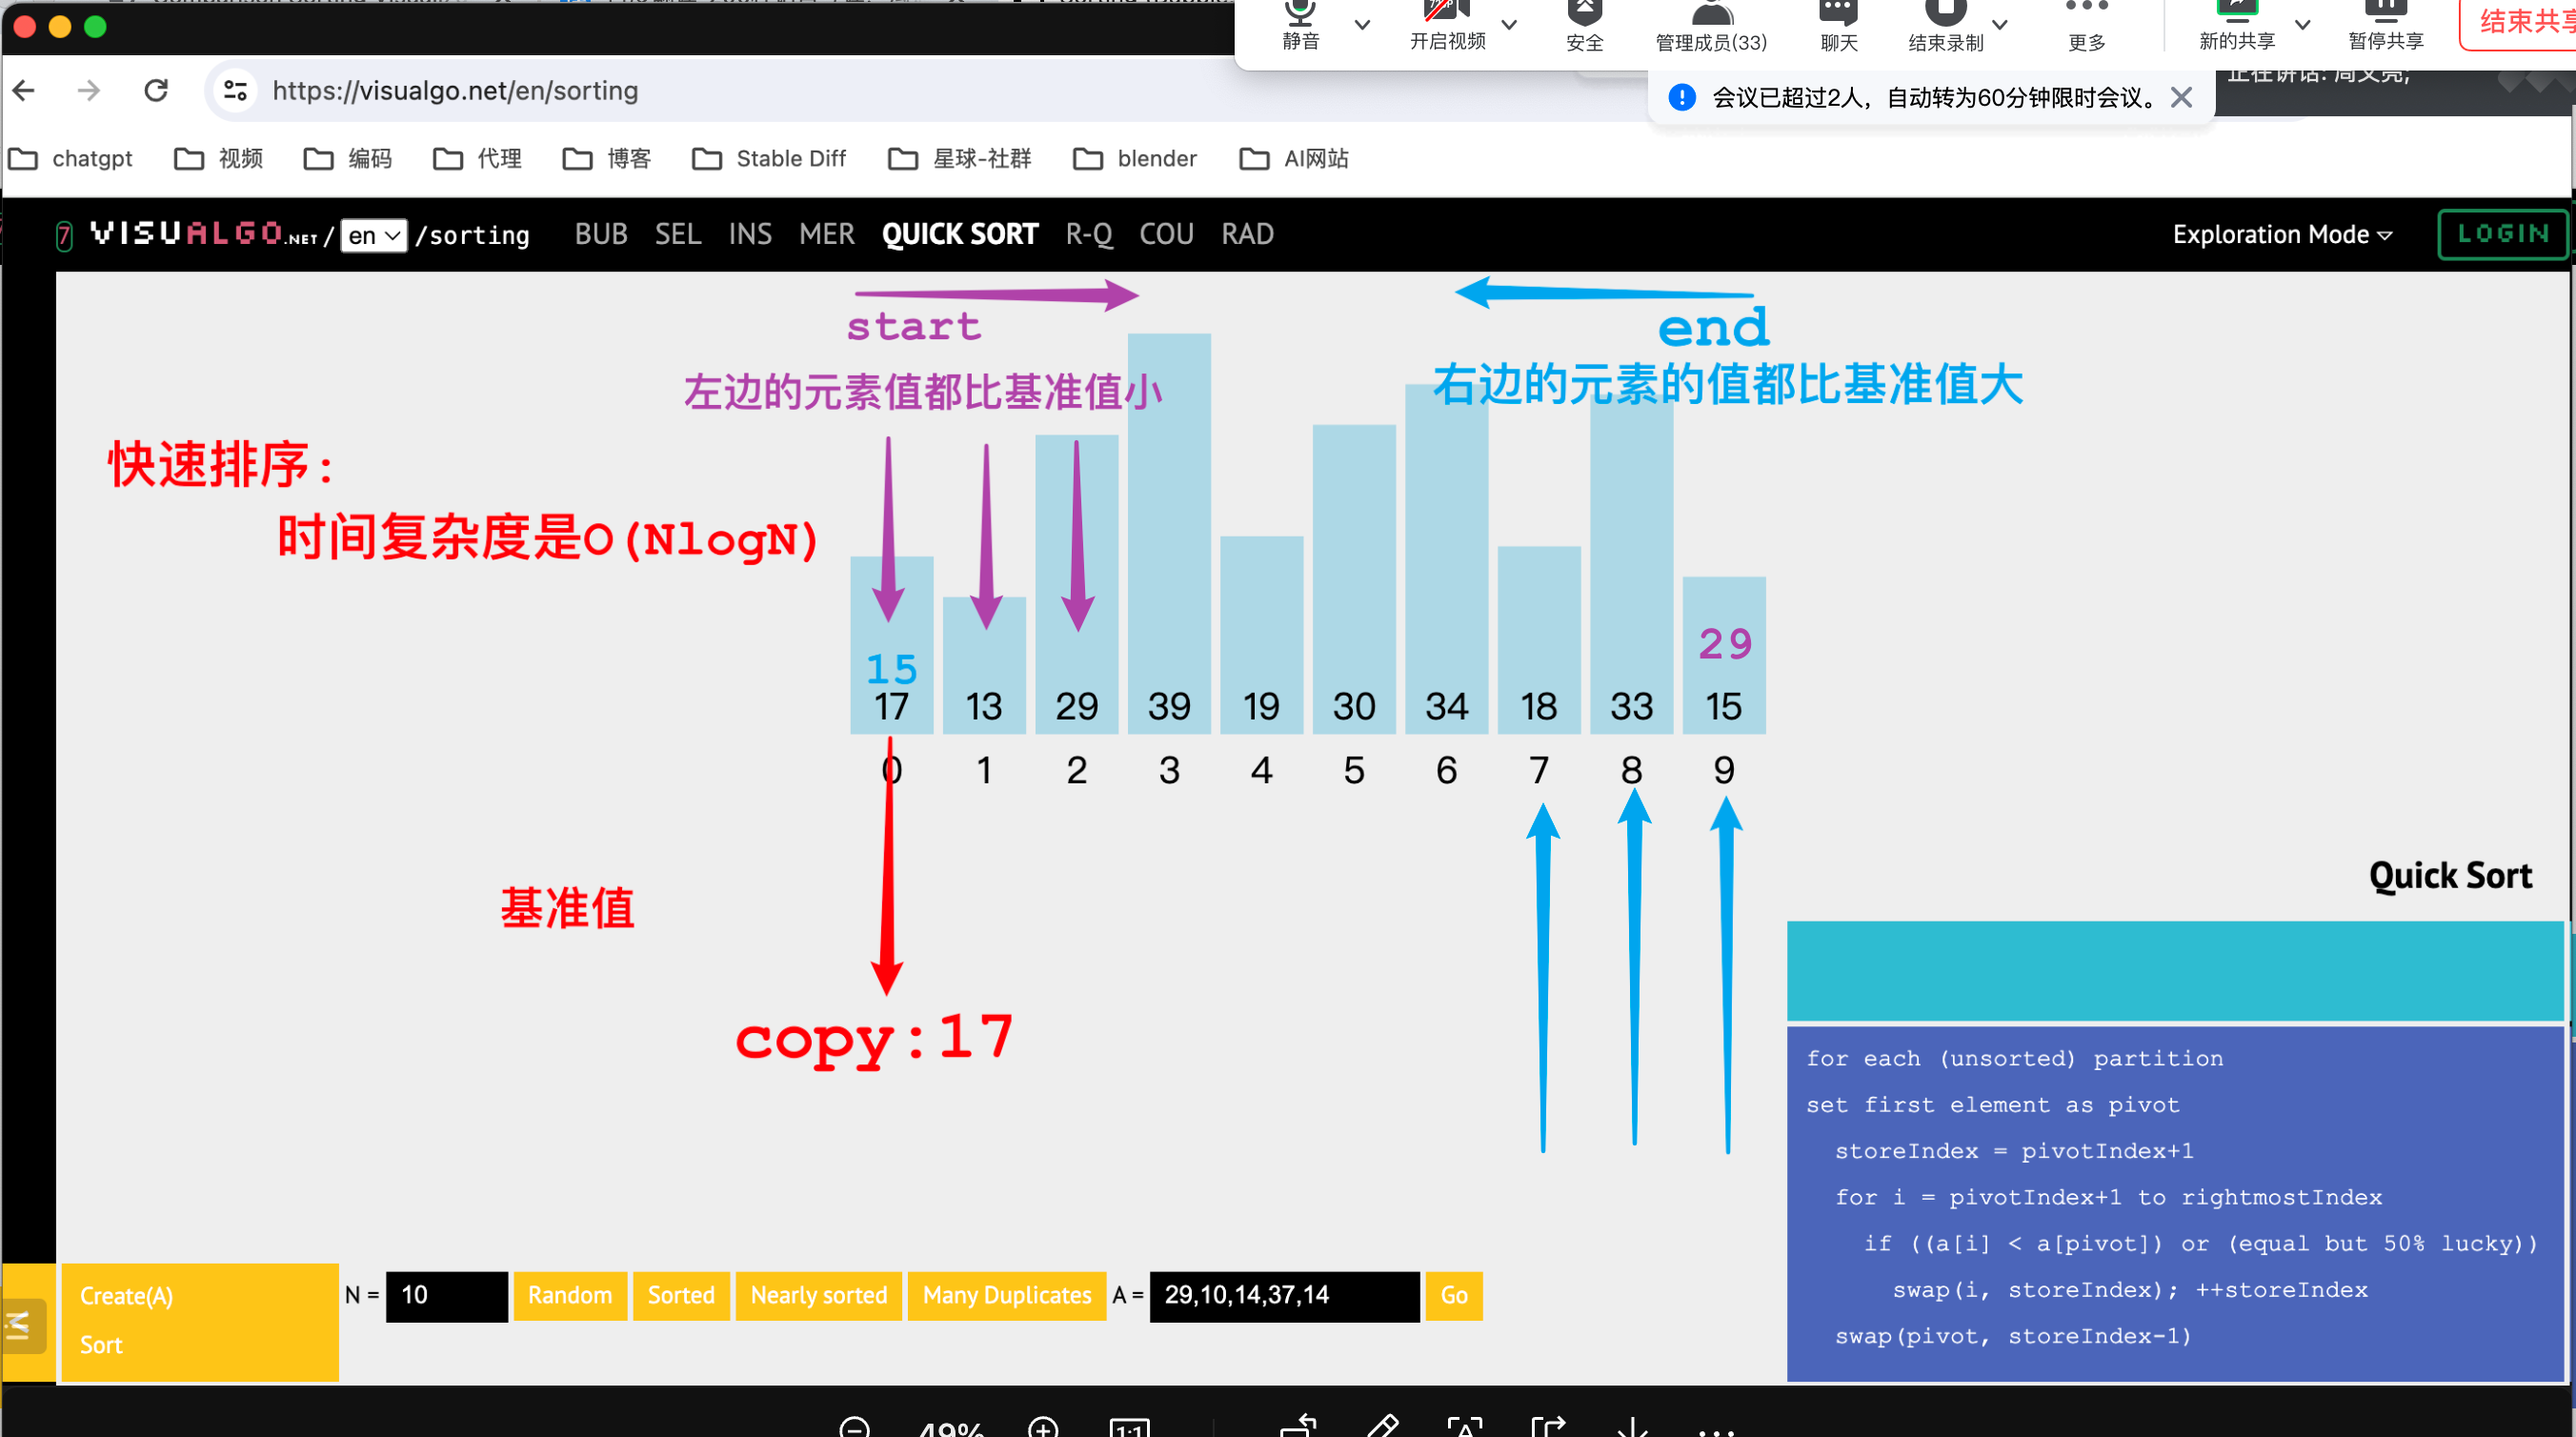 静音
开启视频
安全
管理成员(33)
聊天
结束录制
更多
新的共享
暂停共享
结束共享
https://visualgo.net/en/sorting
会议已超过2人，自动转为60分钟限时会议。
chatgpt 视频 编码 代理 博客 Stable Diff 星球-社群 blender AI网站
7 VISUALGO.NET / en /sorting BUB SEL INS MER QUICK SORT R-Q COU RAD Exploration Mode LOGIN
start
end
左边的元素值都比基准值小
右边的元素的值都比基准值大
快速排序:
时间复杂度是O(NlogN)
15
29
17 13 29 39 19 30 34 18 33 15
0 1 2 3 4 5 6 7 8 9
基准值
copy:17
Quick Sort
for each (unsorted) partition
set first element as pivot
storeIndex = pivotIndex+1
for i = pivotIndex+1 to rightmostIndex
if ((a[i] < a[pivot]) or (equal but 50% lucky))
swap(i, storeIndex); ++storeIndex
swap(pivot, storeIndex-1)
Create(A)
Sort
N = 10 Random Sorted Nearly sorted Many Duplicates A = 29,10,14,37,14 Go
49%
1:1